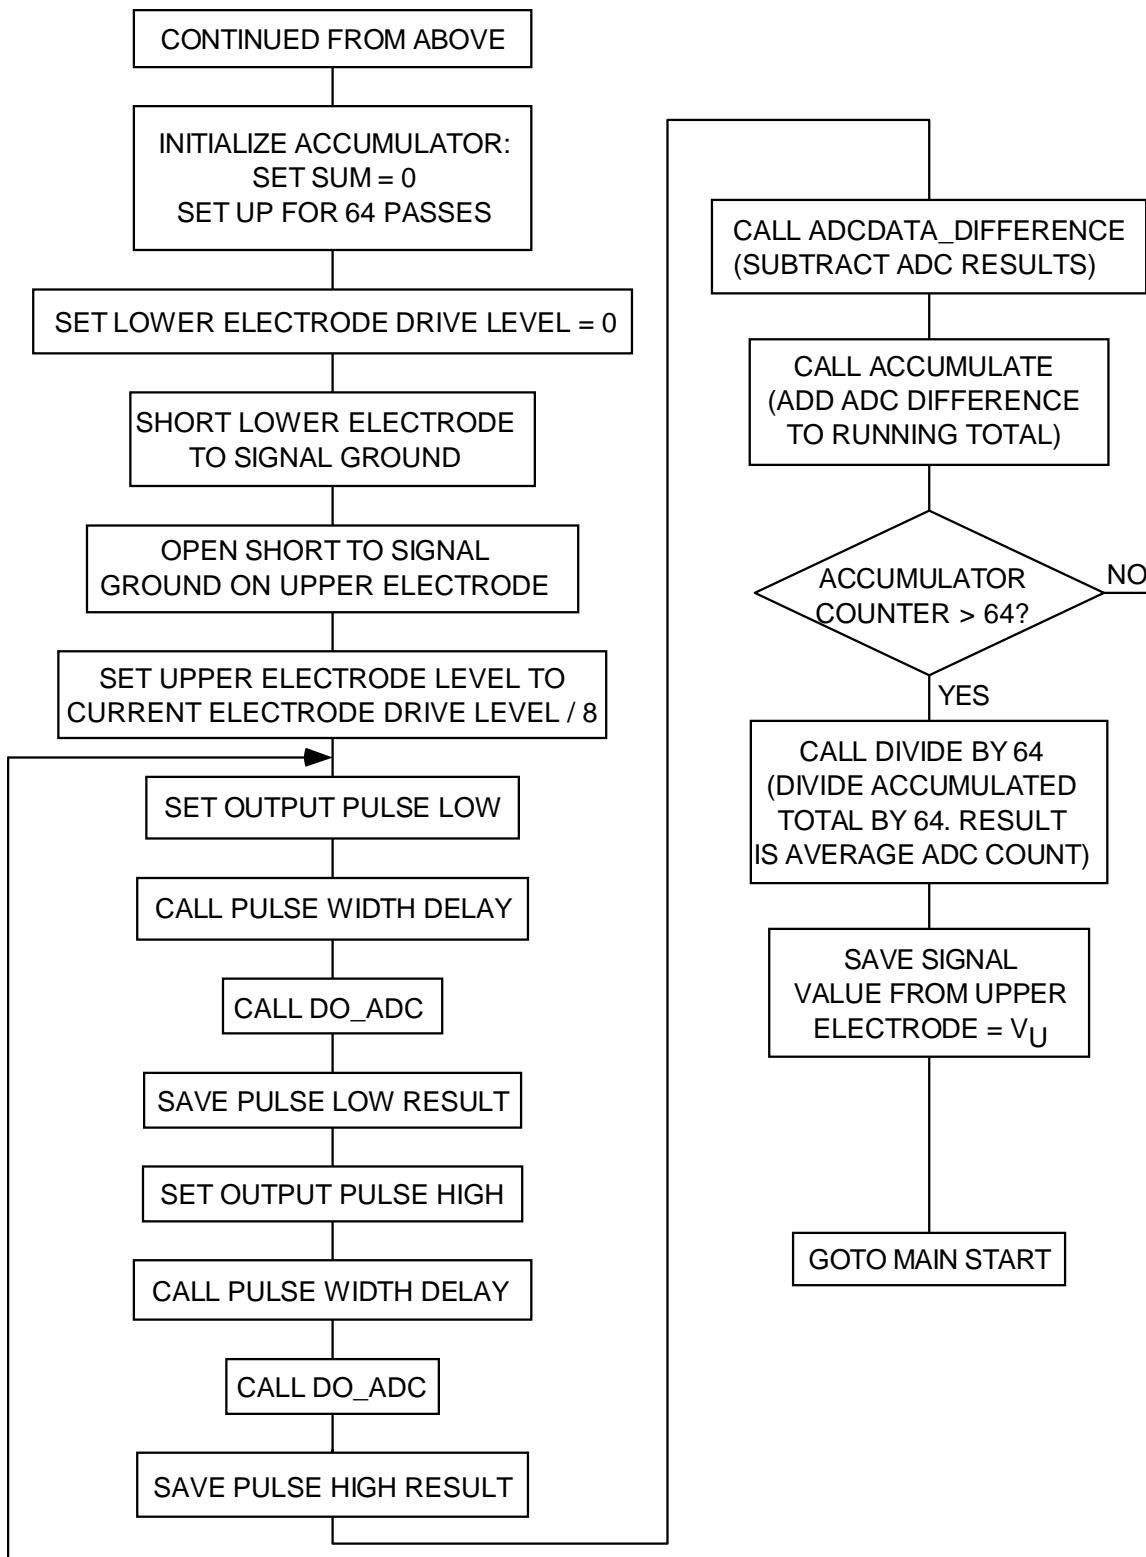 CONTINUED FROM ABOVE
INITIALIZE ACCUMULATOR:
SET SUM = 0
SET UP FOR 64 PASSES
SET LOWER ELECTRODE DRIVE LEVEL = 0
SHORT LOWER ELECTRODE
TO SIGNAL GROUND
OPEN SHORT TO SIGNAL
GROUND ON UPPER ELECTRODE
SET UPPER ELECTRODE LEVEL TO
CURRENT ELECTRODE DRIVE LEVEL / 8
SET OUTPUT PULSE LOW
CALL PULSE WIDTH DELAY
CALL DO_ADC
SAVE PULSE LOW RESULT
SET OUTPUT PULSE HIGH
CALL PULSE WIDTH DELAY
CALL DO_ADC
SAVE PULSE HIGH RESULT
CALL ADCDATA_DIFFERENCE
(SUBTRACT ADC RESULTS)
CALL ACCUMULATE
(ADD ADC DIFFERENCE
TO RUNNING TOTAL)
ACCUMULATOR
COUNTER > 64?
NO
YES
CALL DIVIDE BY 64
(DIVIDE ACCUMULATED
TOTAL BY 64. RESULT
IS AVERAGE ADC COUNT)
SAVE SIGNAL
VALUE FROM UPPER
ELECTRODE = VU
GOTO MAIN START